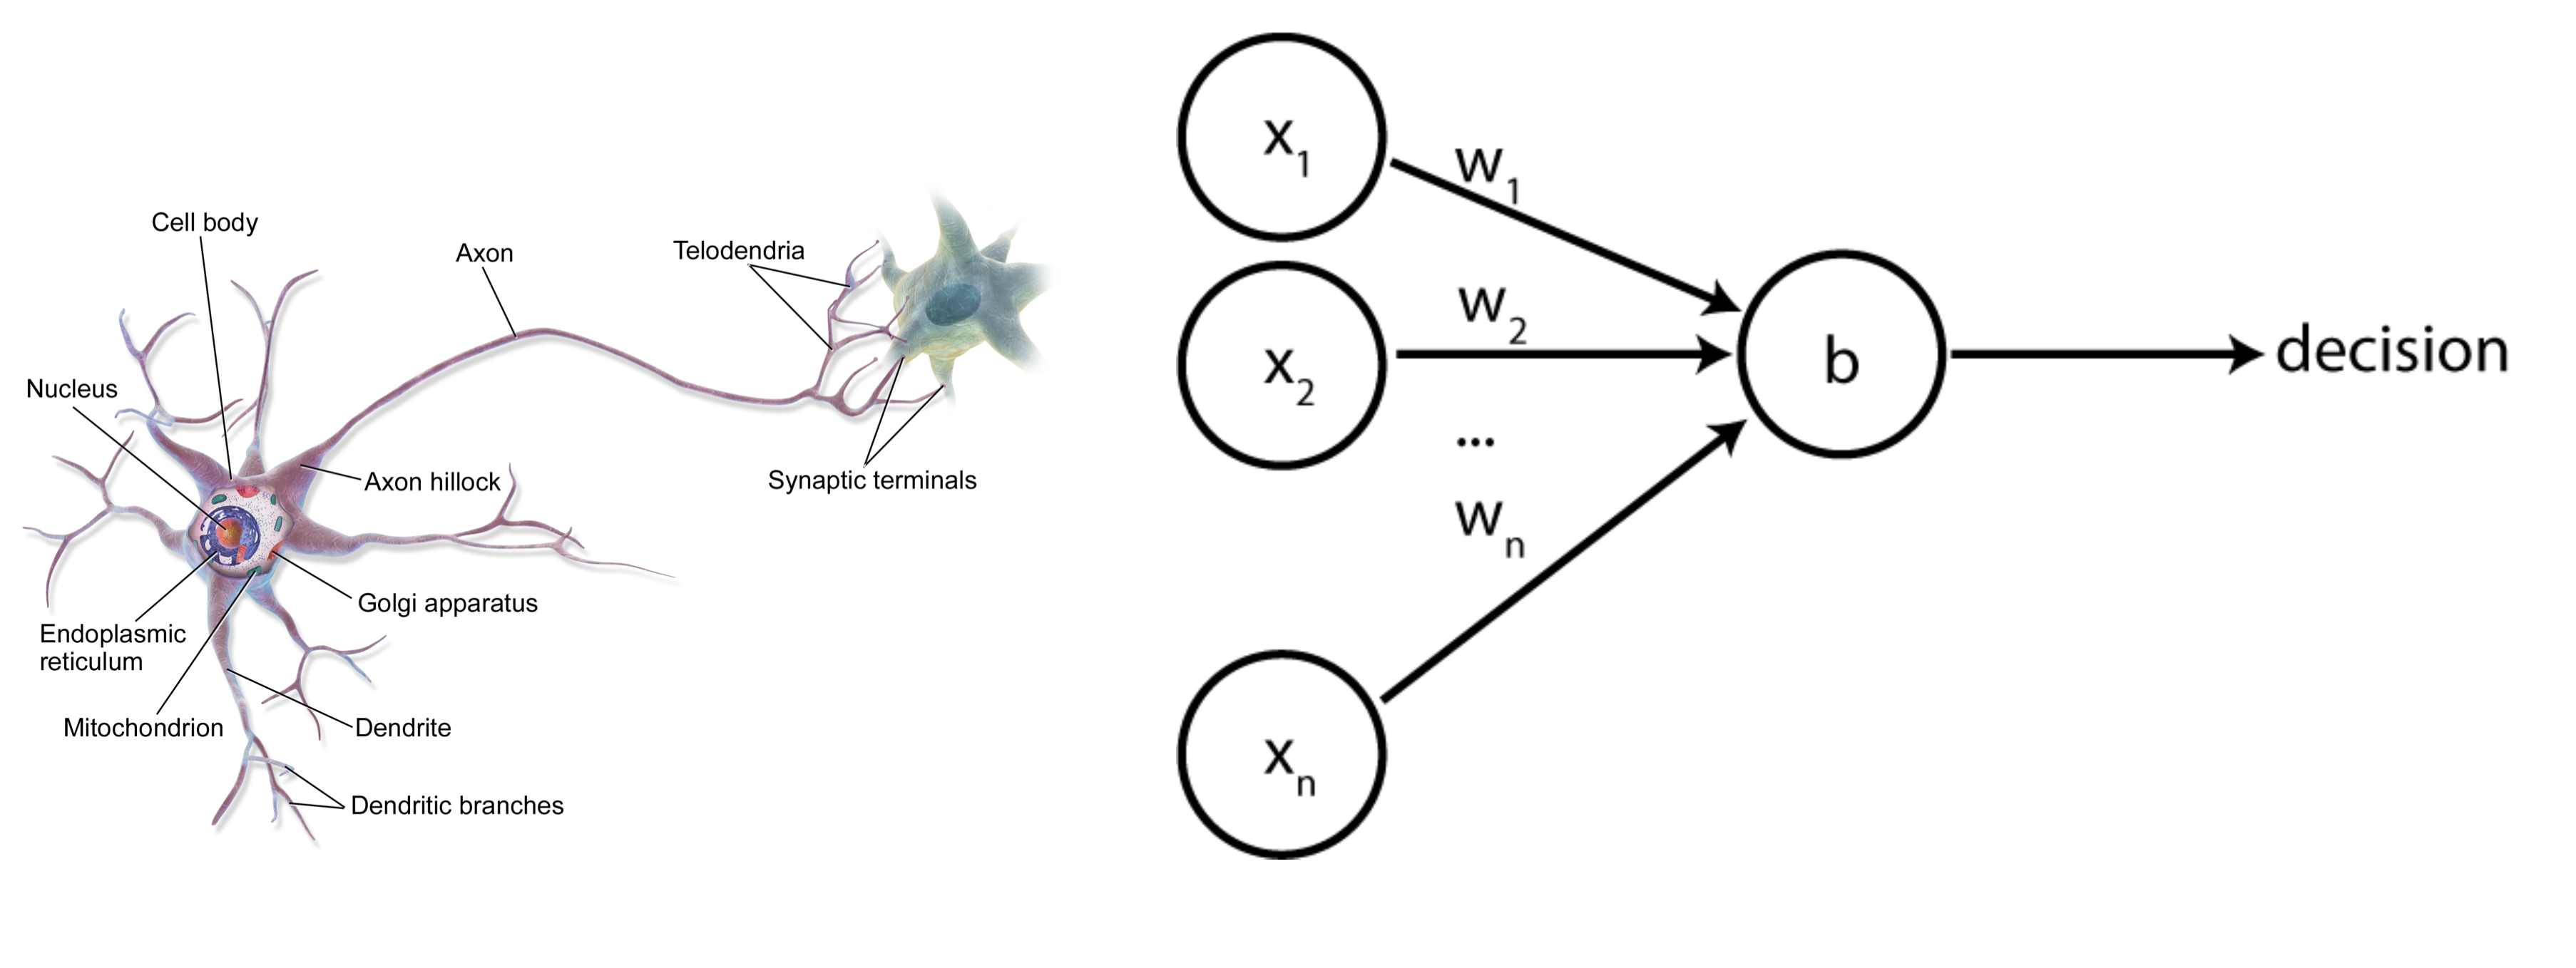 Cell body
Axon
Telodendria
Nucleus
Axon hillock
Synaptic terminals
Golgi apparatus
Endoplasmic
reticulum
Mitochondrion
Dendrite
Dendritic branches
x1
w1
x2
w2
...
wn
xn
b
decision